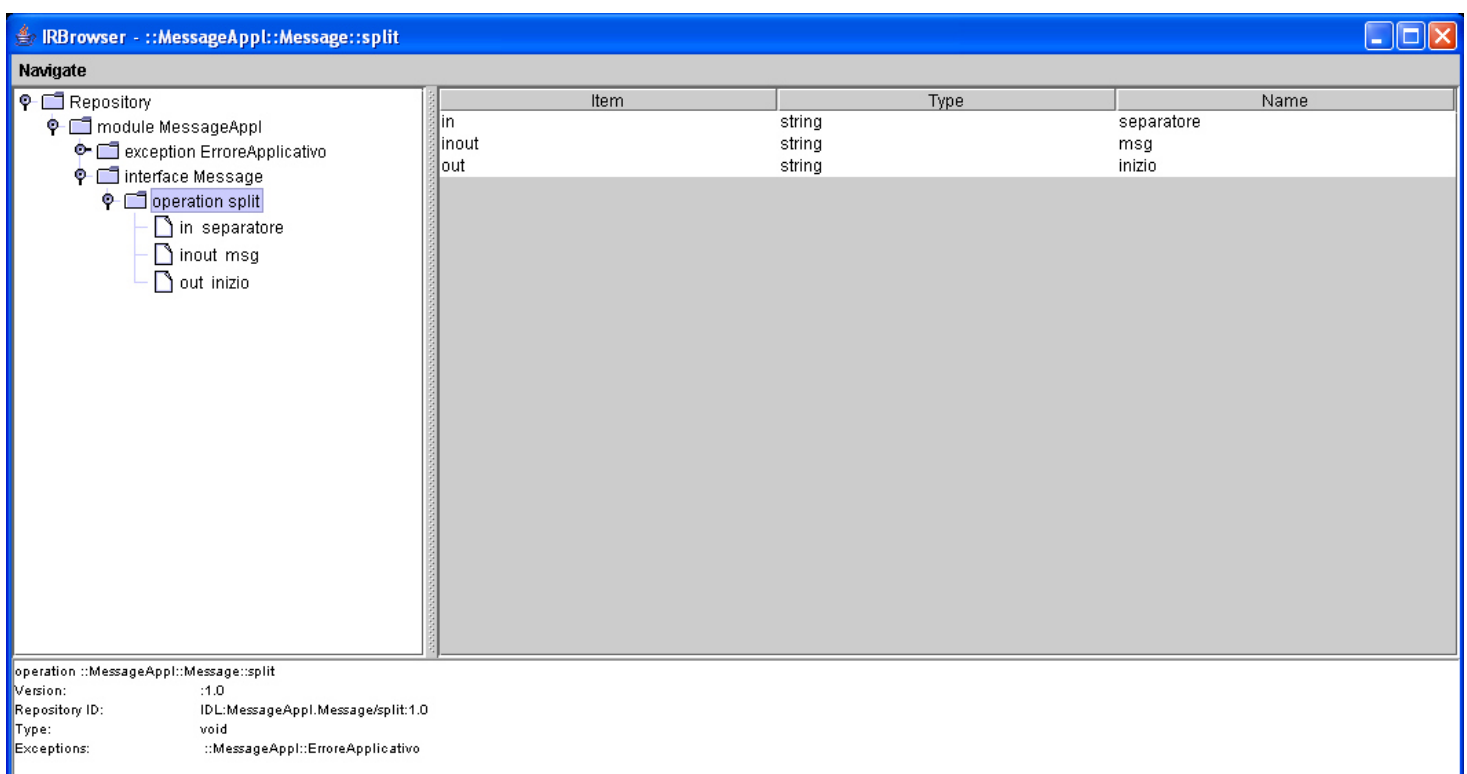 IRBrowser - ::MessageAppl::Message::split
Navigate
Repository
module MessageAppl
exception ErroreApplicativo
interface Message
operation split
in separatore
inout msg
out inizio
Item Type Name
in string separatore
inout string msg
out string inizio
operation ::MessageAppl::Message::split
Version: :1.0
Repository ID: IDL:MessageAppl.Message/split:1.0
Type: void
Exceptions: ::MessageAppl::ErroreApplicativo